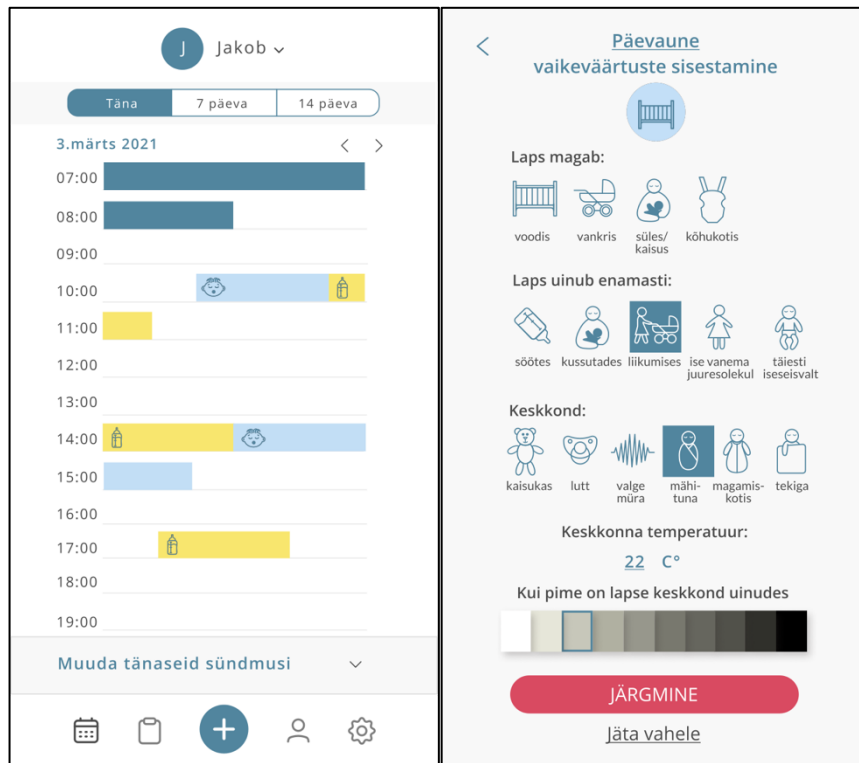 J Jakob
Täna 7 päeva 14 päeva
3.märts 2021
07:00
08:00
09:00
10:00
11:00
12:00
13:00
14:00
15:00
16:00
17:00
18:00
19:00
Muuda tänaseid sündmusi
Päevaune
vaikeväärtuste sisestamine
Laps magab:
voodis vankris süles/ kõhukotis
kaisus
Laps uinub enamasti:
söötes kussutades liikumises ise vanema täiesti
juuresolekul iseseisvalt
Keskkond:
kaisukas lutt valge mähi- magamis- tekiga
müra tuna kotis
Keskkonna temperatuur:
22 C°
Kui pime on lapse keskkond uinudes
JÄRGMINE
Jäta vahele